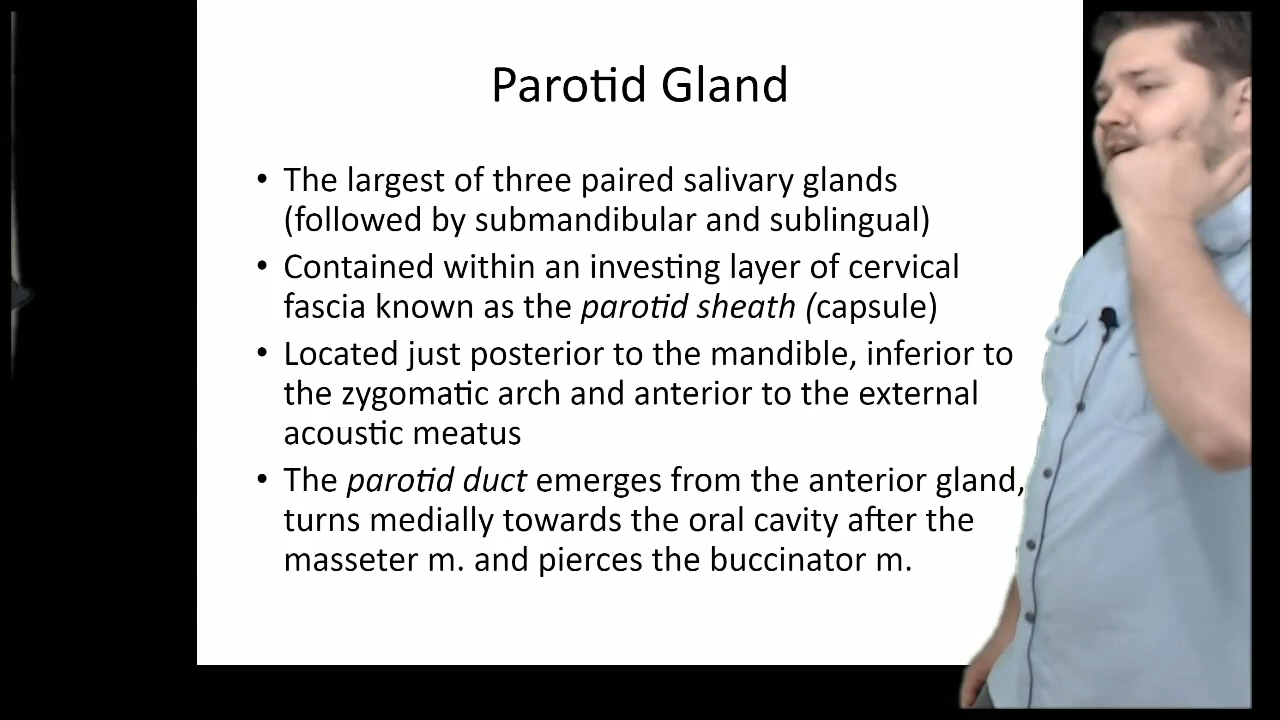 Parotid Gland
• The largest of three paired salivary glands
(followed by submandibular and sublingual)
• Contained within an investing layer of cervical
fascia known as the parotid sheath (capsule)
• Located just posterior to the mandible, inferior to
the zygomatic arch and anterior to the external
acoustic meatus
• The parotid duct emerges from the anterior gland,
turns medially towards the oral cavity after the
masseter m. and pierces the buccinator m.